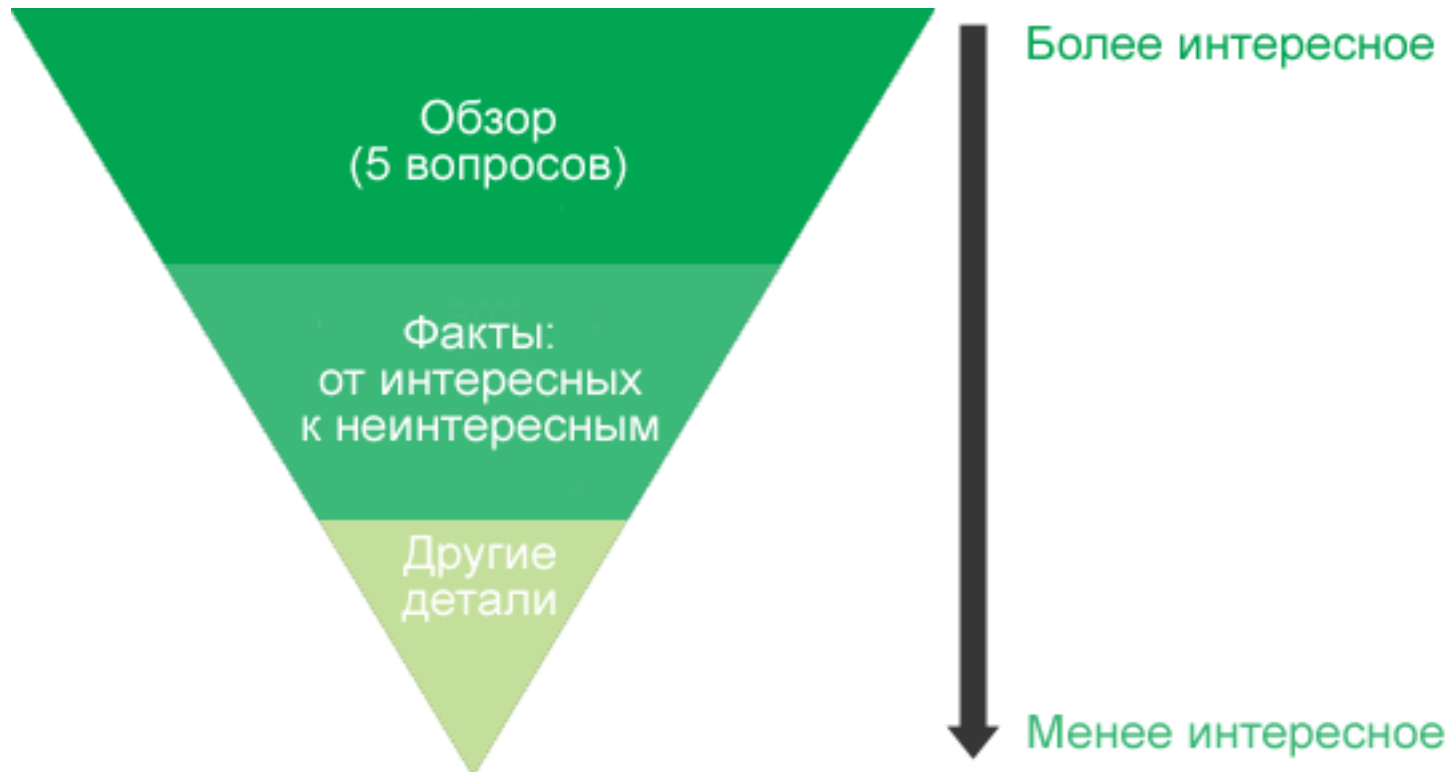 Более интересное
Обзор
(5 вопросов)
Факты:
от интересных
к неинтересным
Другие
детали
Менее интересное